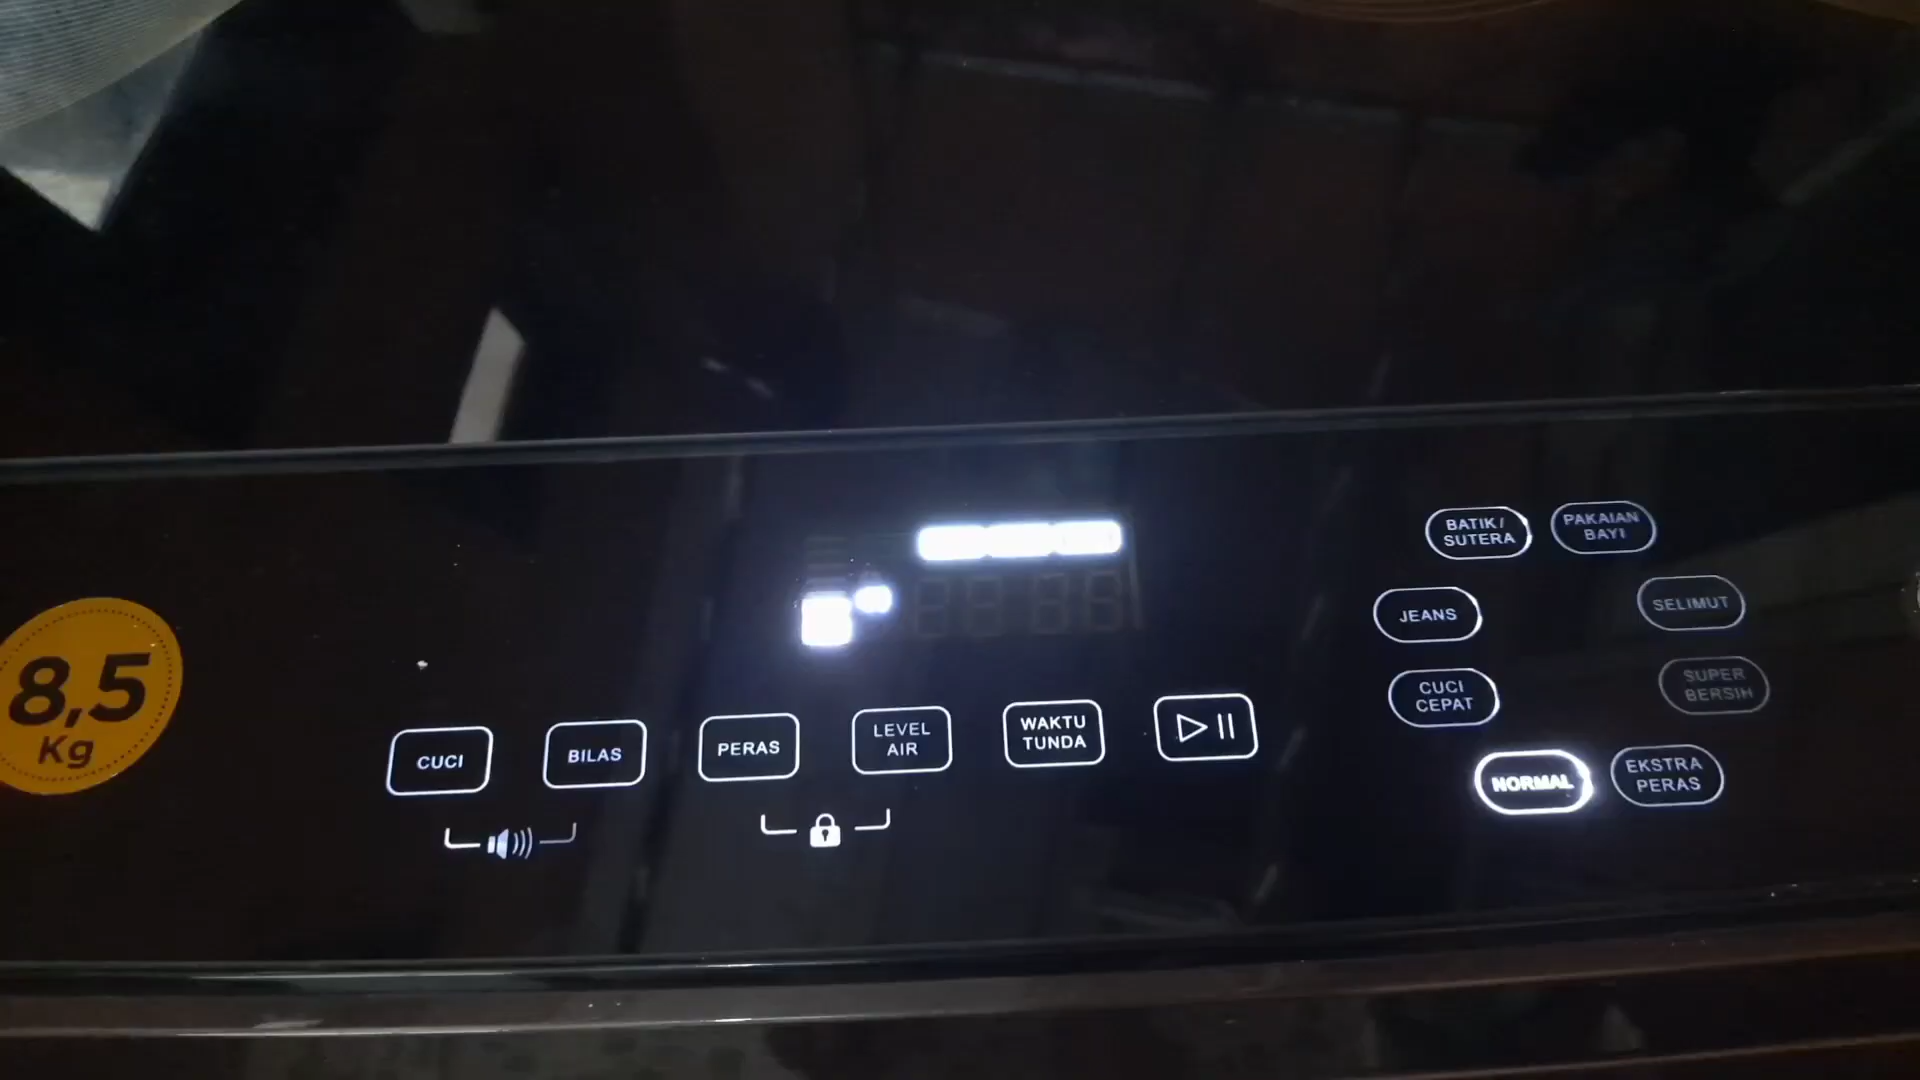 BATIK/
SUTERA
PAKAIAN
BAYI
JEANS
SELIMUT
CUCI
CEPAT
SUPER
BERSIH
NORMAL
EKSTRA
PERAS
8,5
Kg
CUCI
BILAS
PERAS
LEVEL
AIR
WAKTU
TUNDA